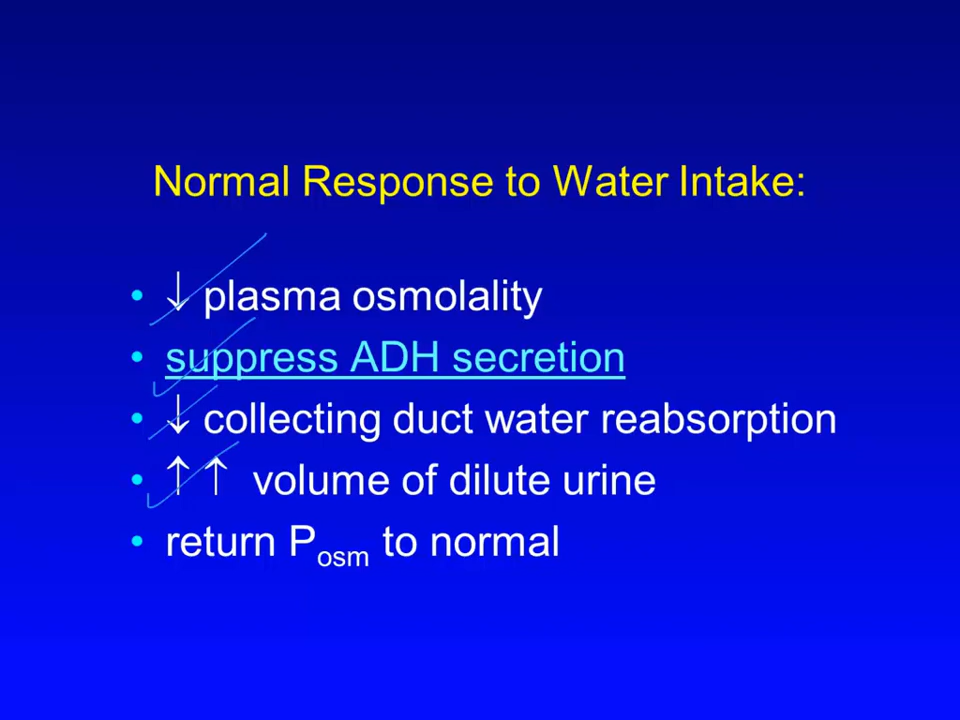 Normal Response to Water Intake:
• ↓ plasma osmolality
• suppress ADH secretion
• ↓ collecting duct water reabsorption
• ↑ ↑ volume of dilute urine
• return Posm to normal